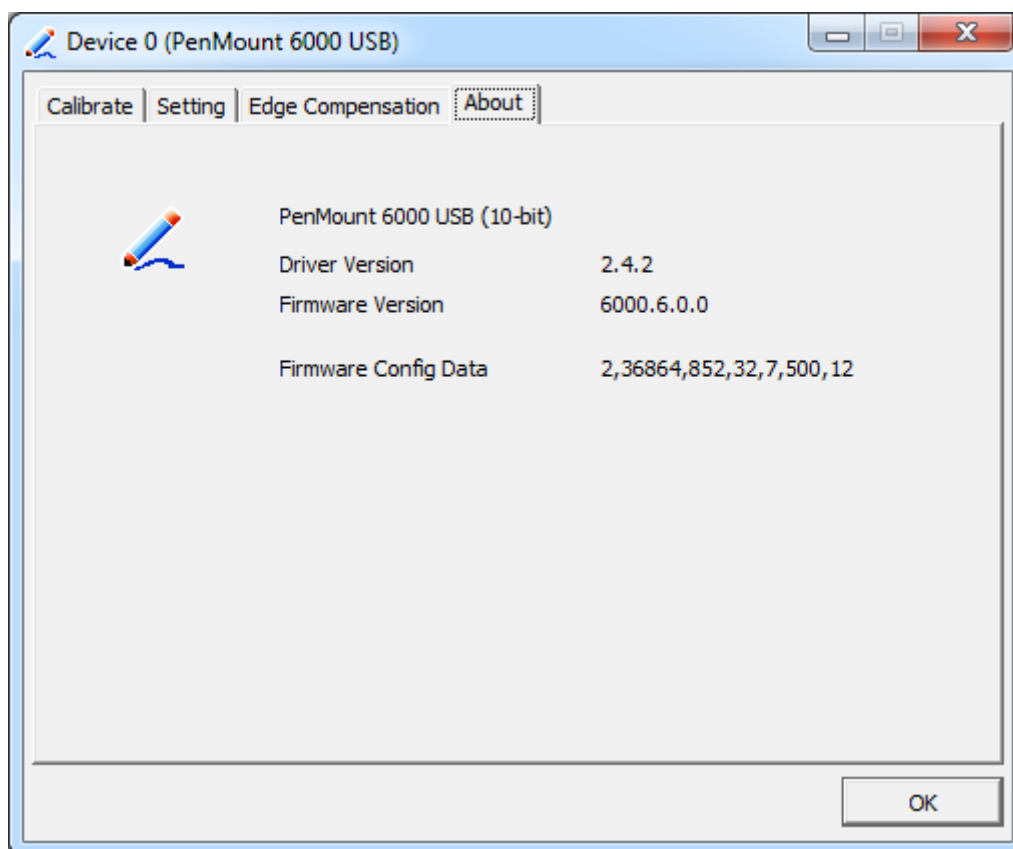 Device 0 (PenMount 6000 USB)
Calibrate Setting Edge Compensation About
PenMount 6000 USB (10-bit)
Driver Version 2.4.2
Firmware Version 6000.6.0.0
Firmware Config Data 2,36864,852,32,7,500,12
OK